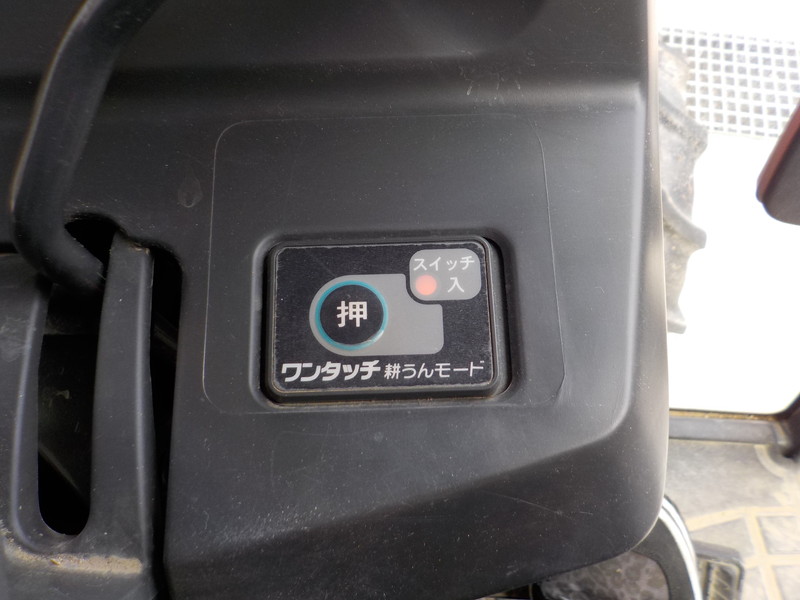 スイッチ
入
押
ワンタッチ 耕うんモード